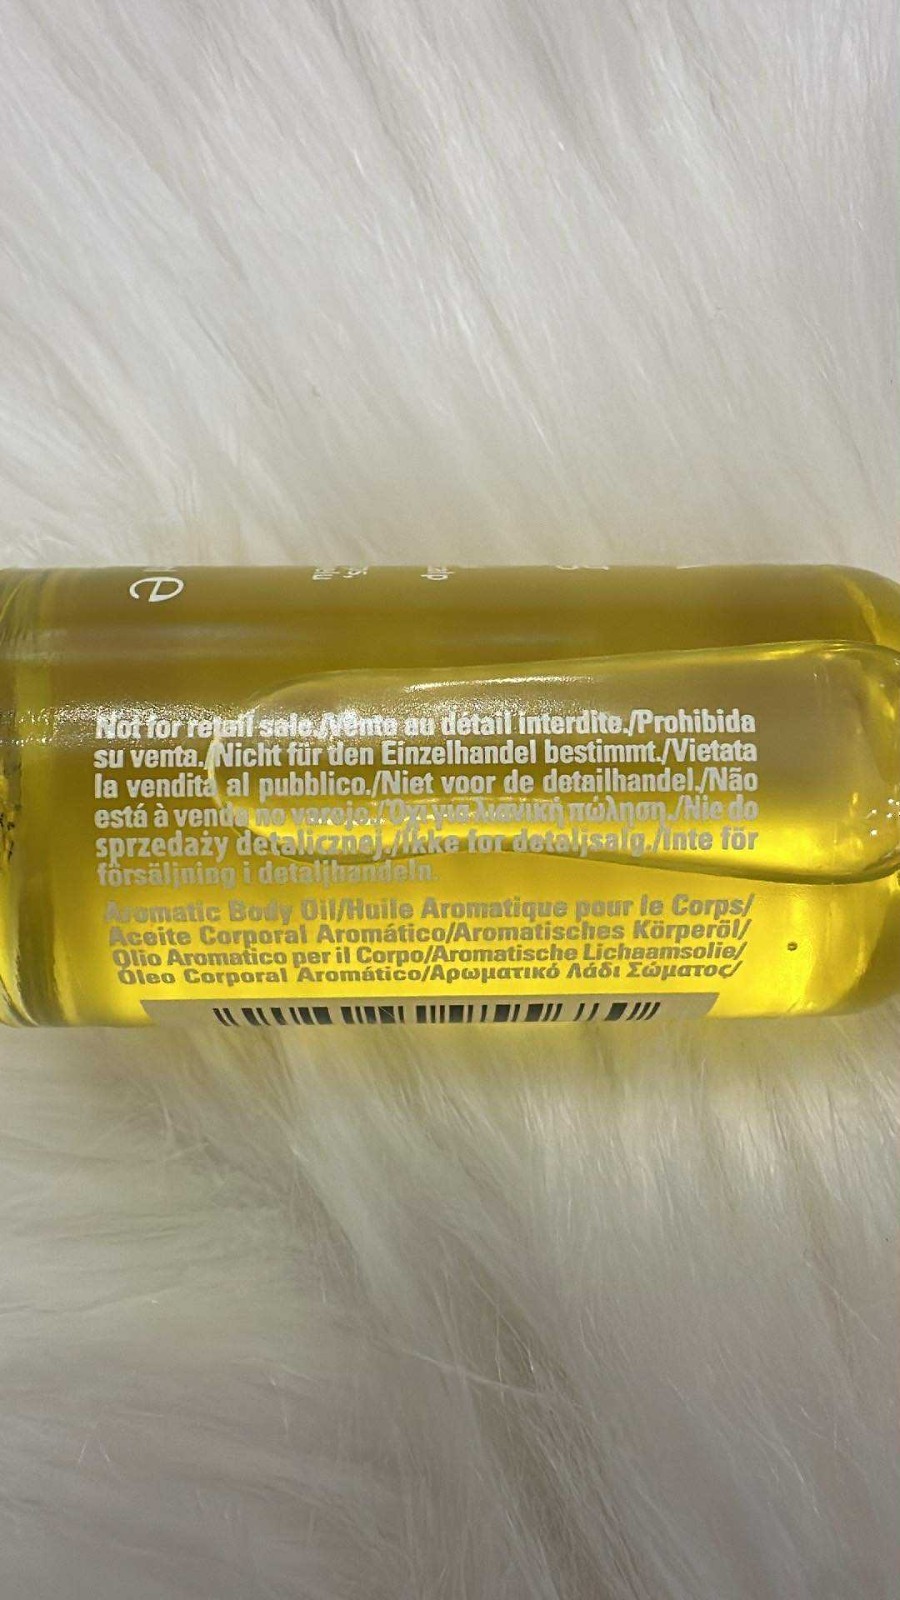 Not for retail sale./Vente au détail interdite./Prohibida
su venta./Nicht für den Einzelhandel bestimmt./Vietata
la vendita al pubblico./Niet voor de detailhandel./Não
está à venda no varejo./Όχι για λιανική πώληση./Nie do
sprzedaży detalicznej./Ikke for detaljsalg./Inte för
försäljning i detaljhandeln.
Aromatic Body Oil/Huile Aromatique pour le Corps/
Aceite Corporal Aromático/Aromatisches Körperöl/
Olio Aromatico per il Corpo/Aromatische Lichaamsolie/
Óleo Corporal Aromático/Αρωματικό Λάδι Σώματος/